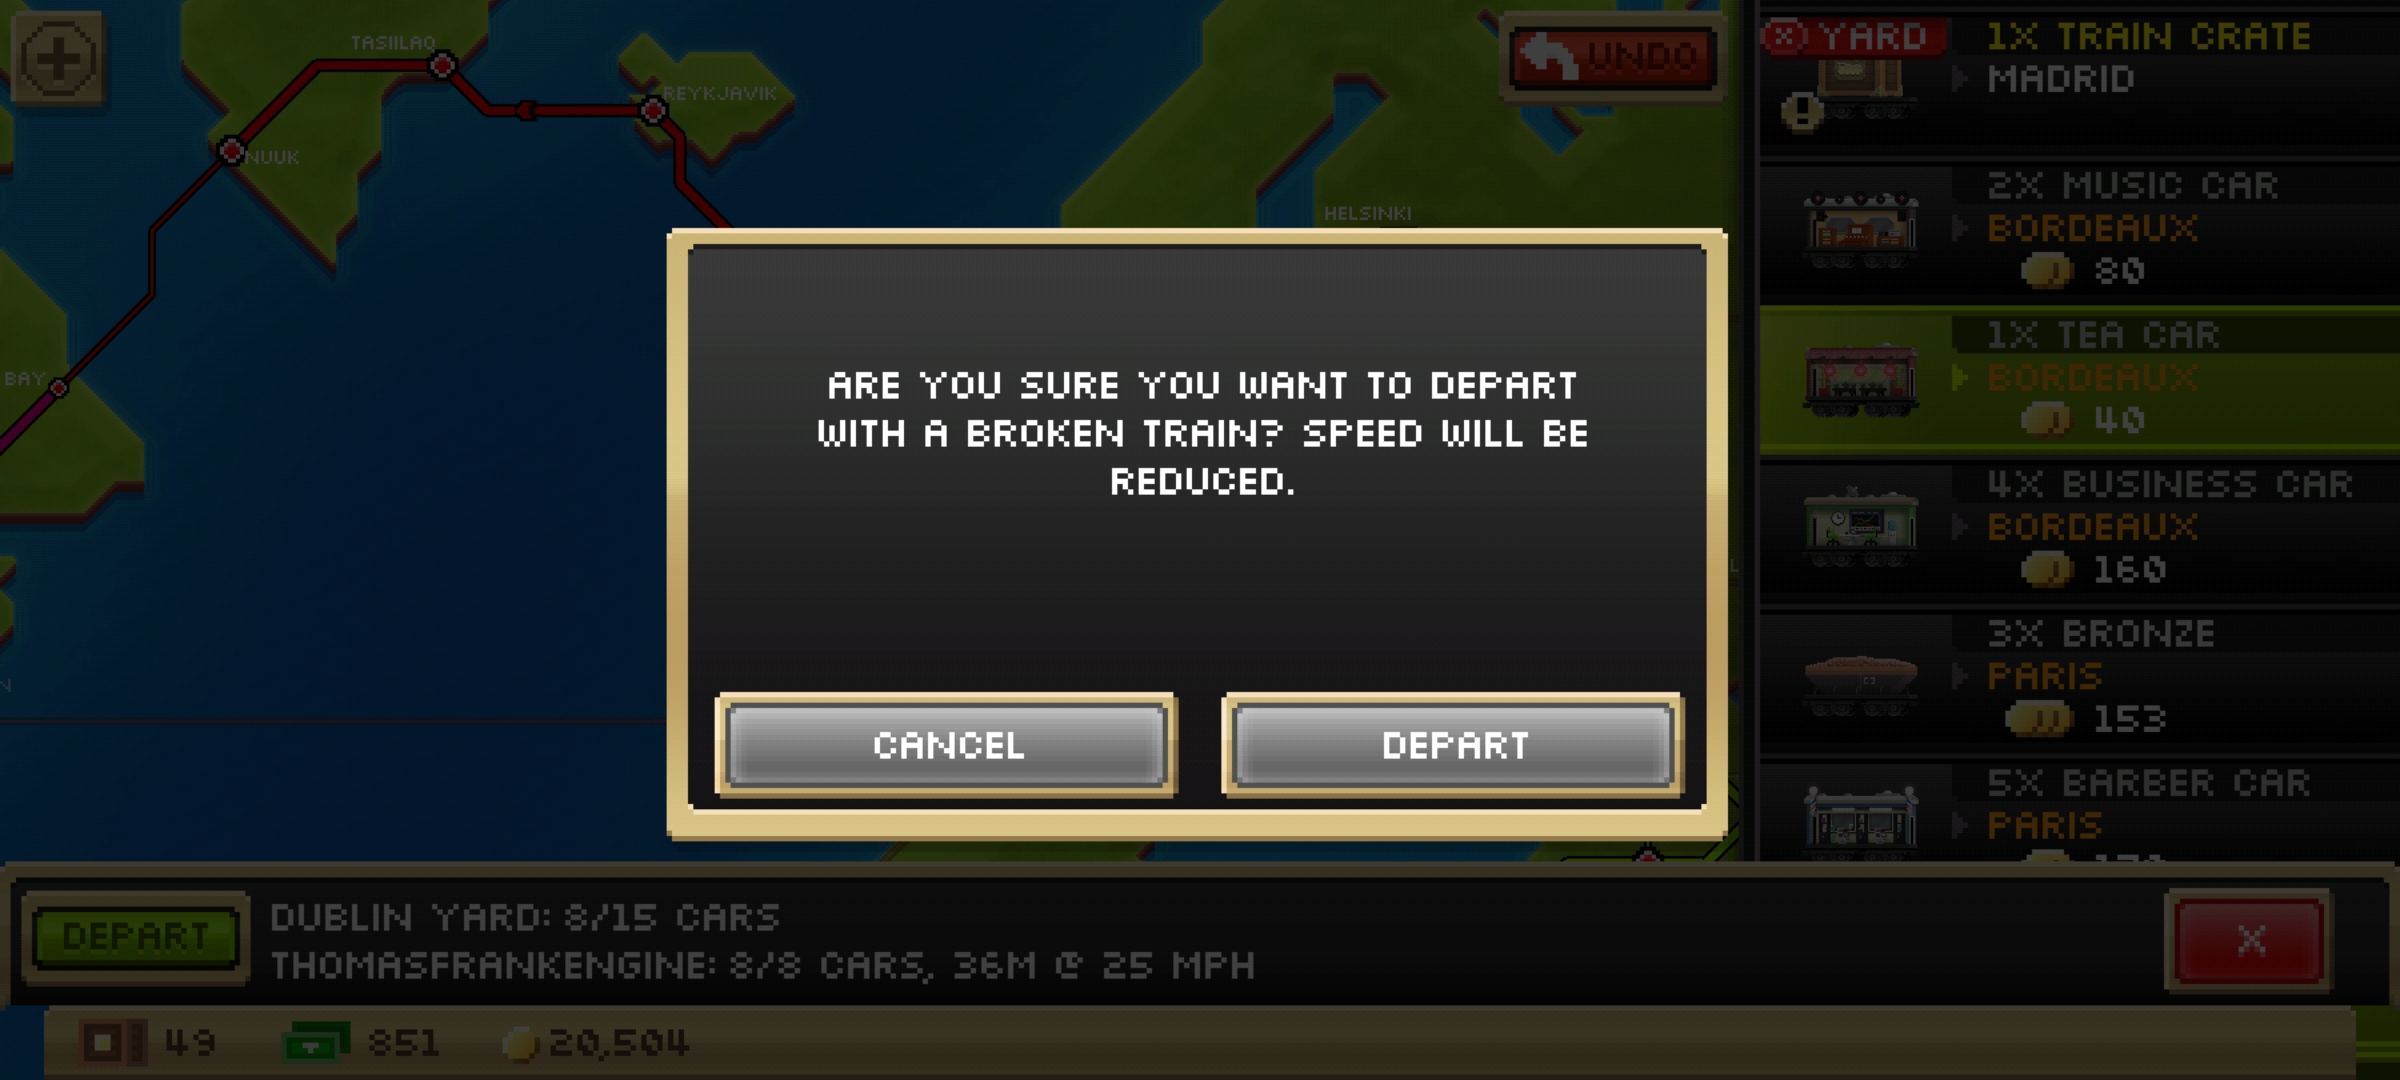 TASIILAQ
REYKJAVIK
NUUK
HELSINKI
BAY
UNDO
YARD
1X TRAIN CRATE
MADRID
2X MUSIC CAR
BORDEAUX
80
1X TEA CAR
BORDEAUX
40
4X BUSINESS CAR
BORDEAUX
160
3X BRONZE
PARIS
153
5X BARBER CAR
PARIS
ARE YOU SURE YOU WANT TO DEPART
WITH A BROKEN TRAIN? SPEED WILL BE
REDUCED.
CANCEL
DEPART
DEPART
DUBLIN YARD: 8/15 CARS
THOMASFRANKENGINE: 8/8 CARS, 36M @ 25 MPH
X
49
851
20,504